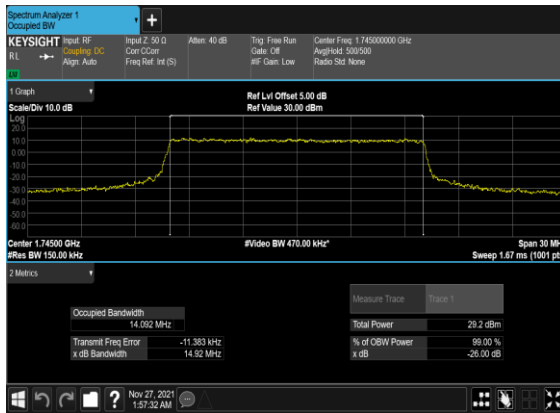 Spectrum Analyzer 1
Occupied BW
+
KEYSIGHT Input: RF Input Z: 50 Ω Atten: 40 dB Trig: Free Run Center Freq: 1.745000000 GHz
RL Coupling: DC Corr CCorr Gate: Off Avg|Hold: 500/500
Align: Auto Freq Ref: Int (S) #IF Gain: Low Radio Std: None
1 Graph
Ref Lvl Offset 5.00 dB
Scale/Div 10.0 dB Ref Value 30.00 dBm
Log
20.0
10.0
0.00
-10.0
-20.0
-30.0
-40.0
-50.0
-60.0
Center 1.74500 GHz #Video BW 470.00 kHz* Span 30 MH
#Res BW 150.00 kHz Sweep 1.67 ms (1001 pt
2 Metrics
Measure Trace Trace 1
Occupied Bandwidth
14.092 MHz Total Power 29.2 dBm
Transmit Freq Error -11.383 kHz % of OBW Power 99.00 %
x dB Bandwidth 14.92 MHz x dB -26.00 dB
? Nov 27, 2021
1:57:32 AM